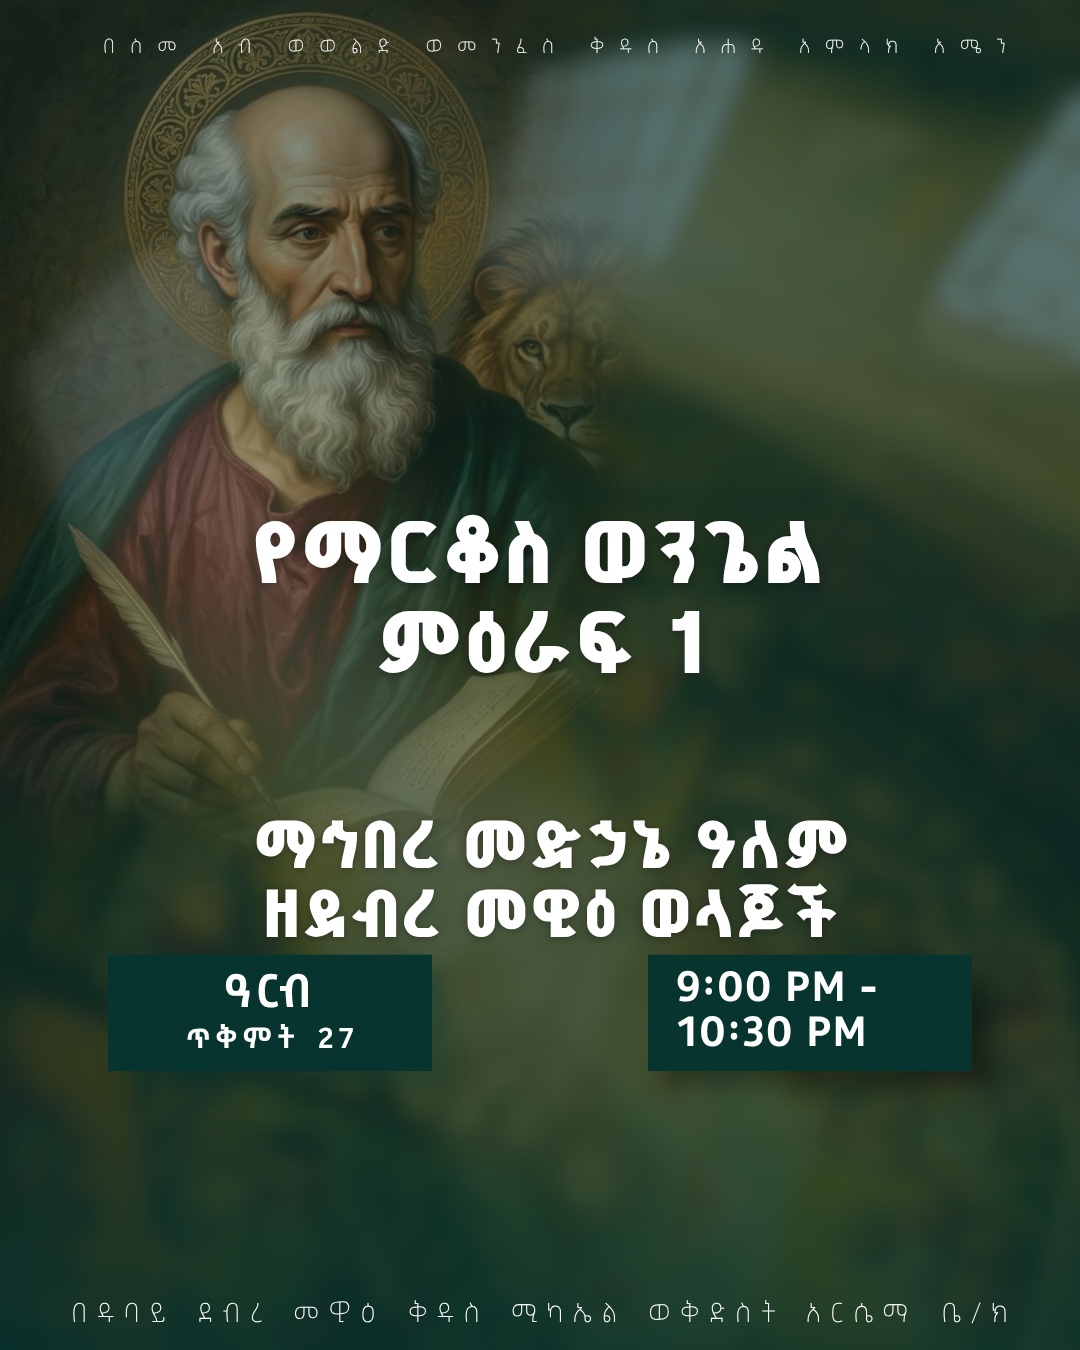 በስመ አብ ወወልድ ወመንፈስ ቅዱስ አሐዱ አምላክ አሜን
የማርቆስ ወንጌል
ምዕራፍ 1
ማኅበረ መድኃኔ ዓለም
ዘደብረ መዊዕ ወላጆች
ዓርብ
ጥቅምት 27
9:00 PM -
10:30 PM
በዱባይ ደብረ መዊዕ ቅዱስ ሚካኤል ወቅድስት አርሴማ ቤ/ክ